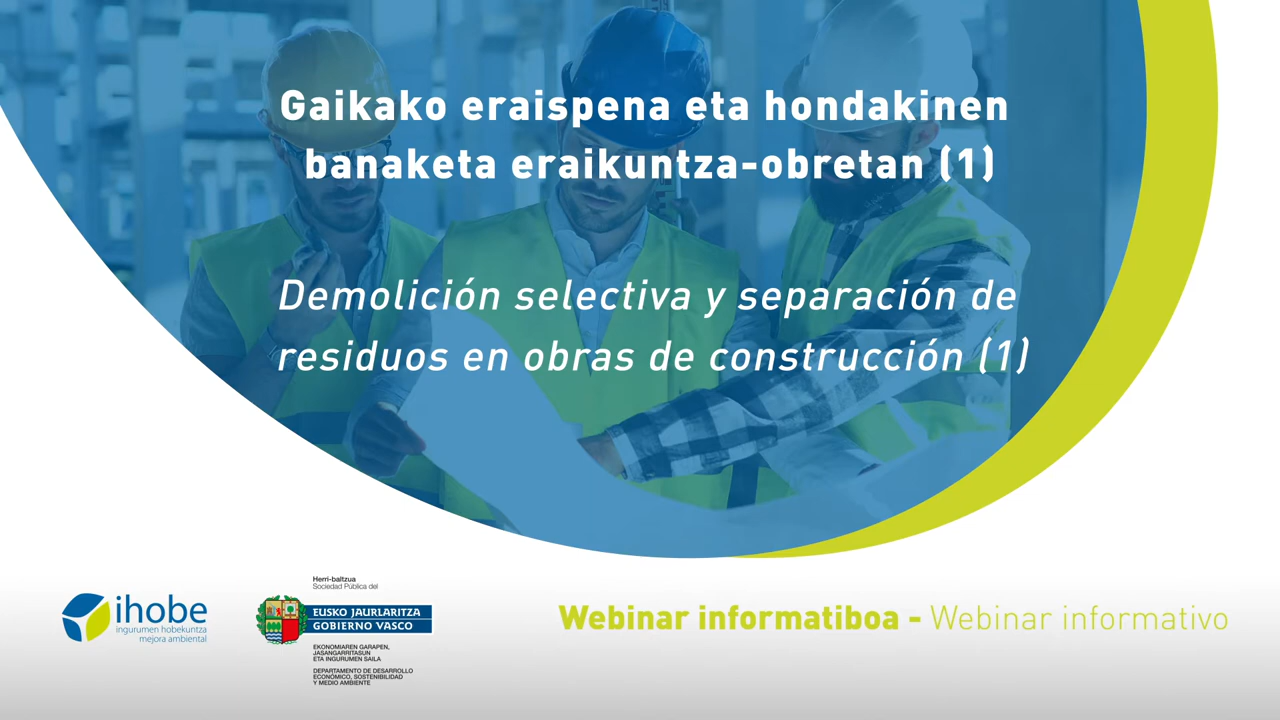 Gaikako eraispena eta hondakinen
banaketa eraikuntza-obretan (1)
Demolición selectiva y separación de
residuos en obras de construcción (1)
ihobe
ingurumen hobekuntza
mejora ambiental
Herri-baltzua
Sociedad Pública del
EUSKO JAURLARITZA
GOBIERNO VASCO
EKONOMIAREN GARAPEN,
JASANGARRITASUN
ETA INGURUMEN SAILA
DEPARTAMENTO DE DESARROLLO
ECONÓMICO, SOSTENIBILIDAD
Y MEDIO AMBIENTE
Webinar informatiboa - Webinar informativo